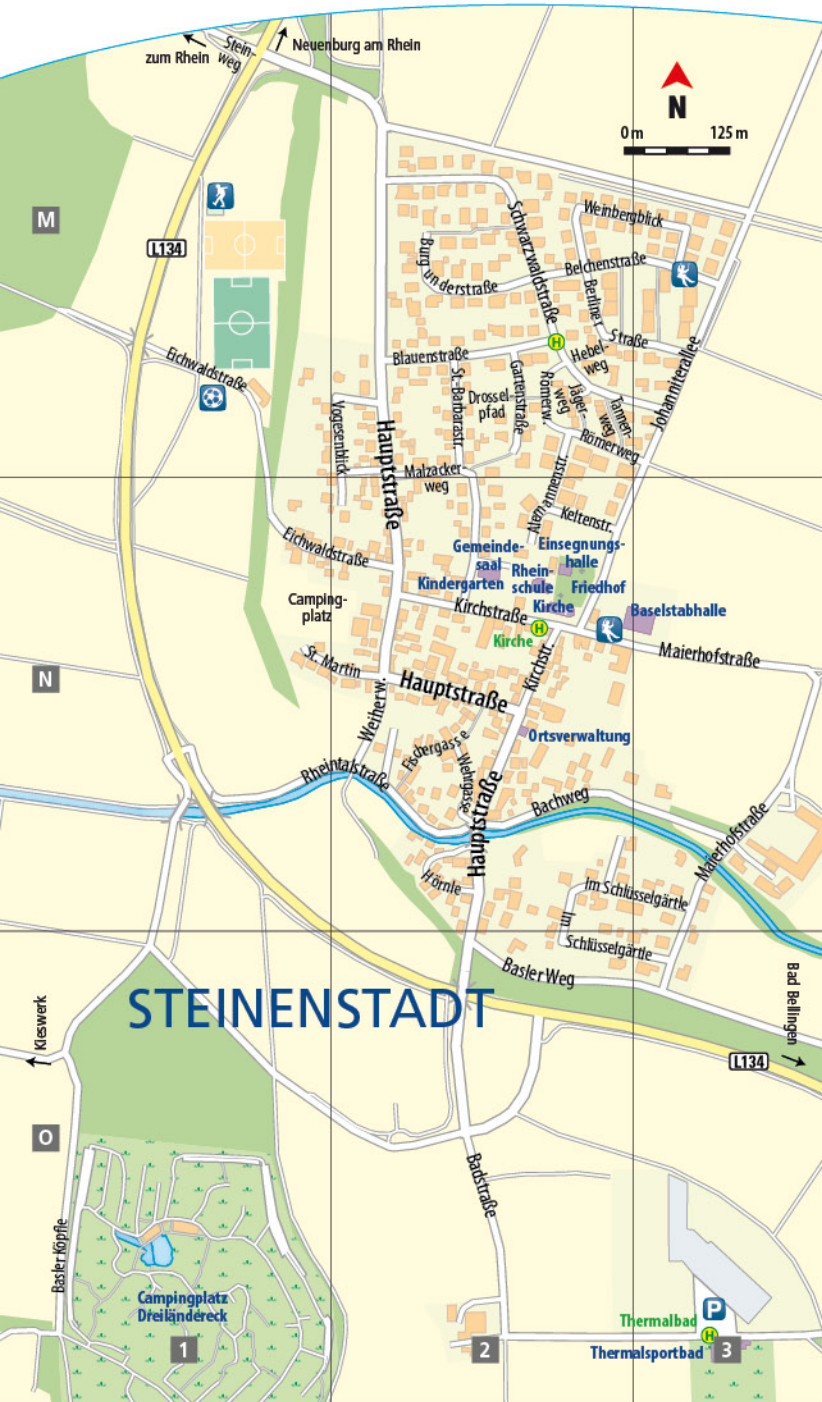 zum Rhein
Stein-
weg
Neuenburg am Rhein
N
0 m 125 m
M
L134
Weinbergblick
Schwarzwaldstraße
Burgunderstraße
Belchenstraße
Berliner
Straße
H
Hebel-
weg
Blauenstraße
Eichwaldstraße
Johanniterallee
Gartenstraße
St.-Barbarastr.
Drossel-
pfad
Römerw.
Jäger-
weg
Tannen-
weg
Römerweg
Vogesenblick
Hauptstraße
Malzacker-
weg
Alemannenstr.
Keltenstr.
Eichwaldstraße
Gemeinde-
saal
Einsegnungs-
halle
Rhein-
schule
Friedhof
Kindergarten
Kirche
Camping-
platz
Kirchstraße
Baselstabhalle
H
Kirche
Maierhofstraße
Kirchstr.
St. Martin
N
Hauptstraße
Weiherw.
Ortsverwaltung
Fischergasse
Wehrgasse
Rheintalstraße
Hauptstraße
Bachweg
Maierhofstraße
Hörnle
Im Schlüsselgärtle
Im
Schlüsselgärtle
Basler Weg
STEINENSTADT
Kieswerk
Bad Bellingen
L134
O
Badstraße
Basler Köpfle
Campingplatz
Dreiländereck
P
Thermalbad
H
Thermalsportbad
1
2
3